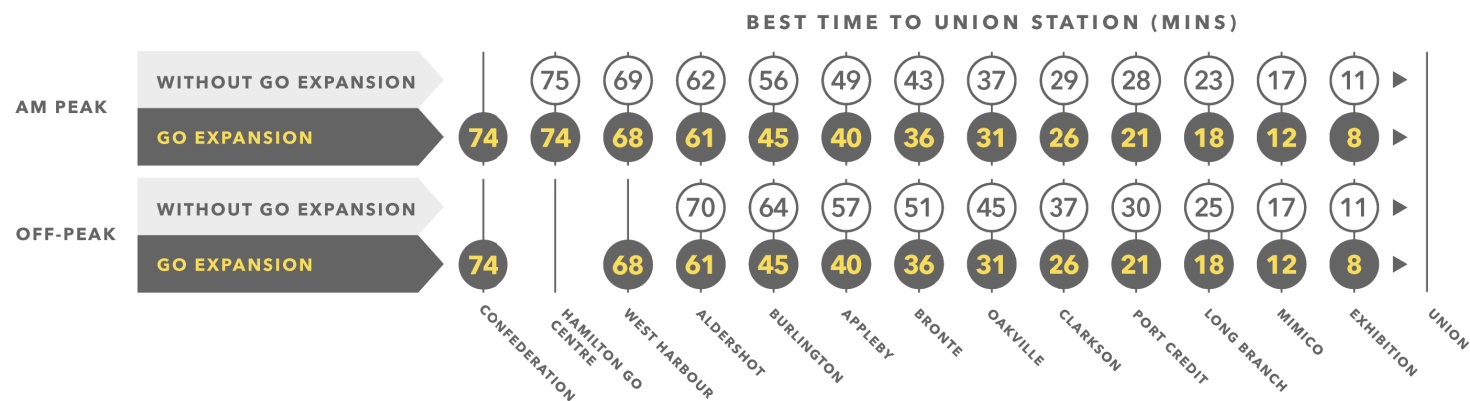 BEST TIME TO UNION STATION (MINS)
AM PEAK
WITHOUT GO EXPANSION 75 69 62 56 49 43 37 29 28 23 17 11
GO EXPANSION 74 74 68 61 45 40 36 31 26 21 18 12 8
OFF-PEAK
WITHOUT GO EXPANSION 70 64 57 51 45 37 30 25 17 11
GO EXPANSION 74 68 61 45 40 36 31 26 21 18 12 8
CONFEDERATION
HAMILTON GO
CENTRE
WEST HARBOUR
ALDERSHOT
BURLINGTON
APPLEBY
BRONTE
OAKVILLE
CLARKSON
PORT CREDIT
LONG BRANCH
MIMICO
EXHIBITION
UNION